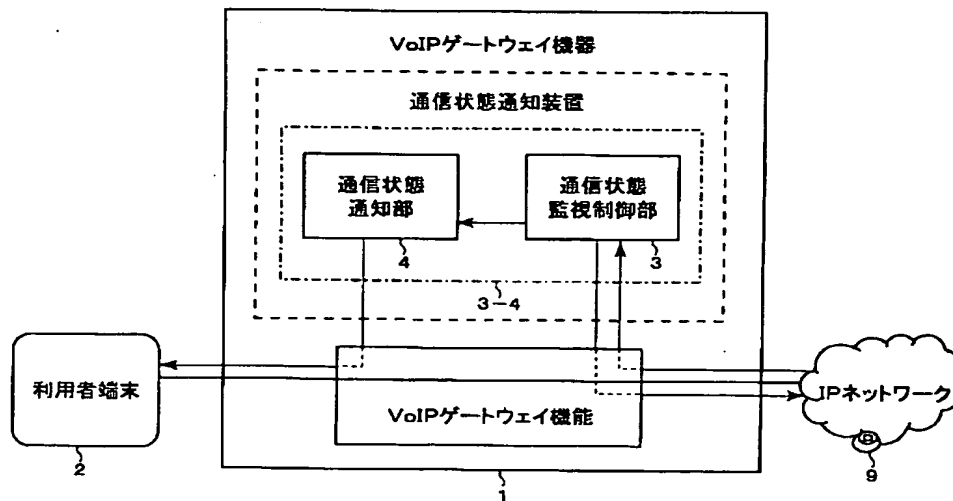 VoIPゲートウェイ機器
通信状態通知装置
通信状態
通知部
通信状態
監視制御部
4
3
3−4
利用者端末
VoIPゲートウェイ機能
IPネットワーク
2
9
1